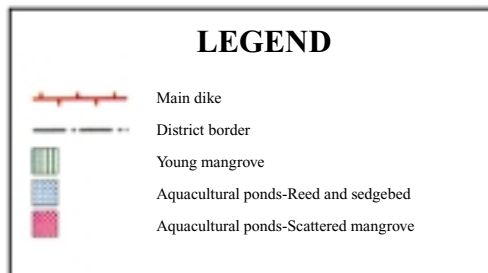 LEGEND
Main dike
District border
Young mangrove
Aquacultural ponds-Reed and sedgebed
Aquacultural ponds-Scattered mangrove